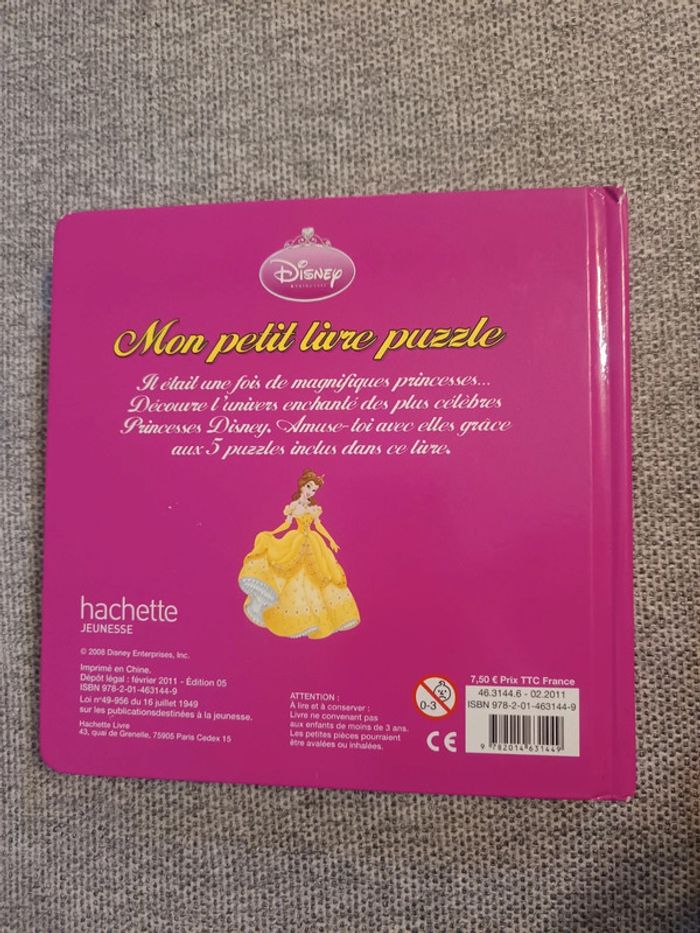 Disney
PRINCESSE
Mon petit livre puzzle
Il était une fois de magnifiques princesses...
Découvre l'univers enchanté des plus célèbres
Princesses Disney. Amuse-toi avec elles grâce
aux 5 puzzles inclus dans ce livre.
hachette
JEUNESSE
© 2008 Disney Enterprises, Inc.
Imprimé en Chine.
Dépôt légal : février 2011 - Édition 05
ISBN 978-2-01-463144-9
Loi n°49-956 du 16 juillet 1949
sur les publicationsdestinées à la jeunesse.
Hachette Livre
43, quai de Grenelle, 75905 Paris Cedex 15
ATTENTION :
À lire et à conserver :
Livre ne convenant pas
aux enfants de moins de 3 ans.
Les petites pièces pourraient
être avalées ou inhalées.
0-3
CE
7,50 € Prix TTC France
46.3144.6 - 02.2011
ISBN 978-2-01-463144-9
9 782014 631449